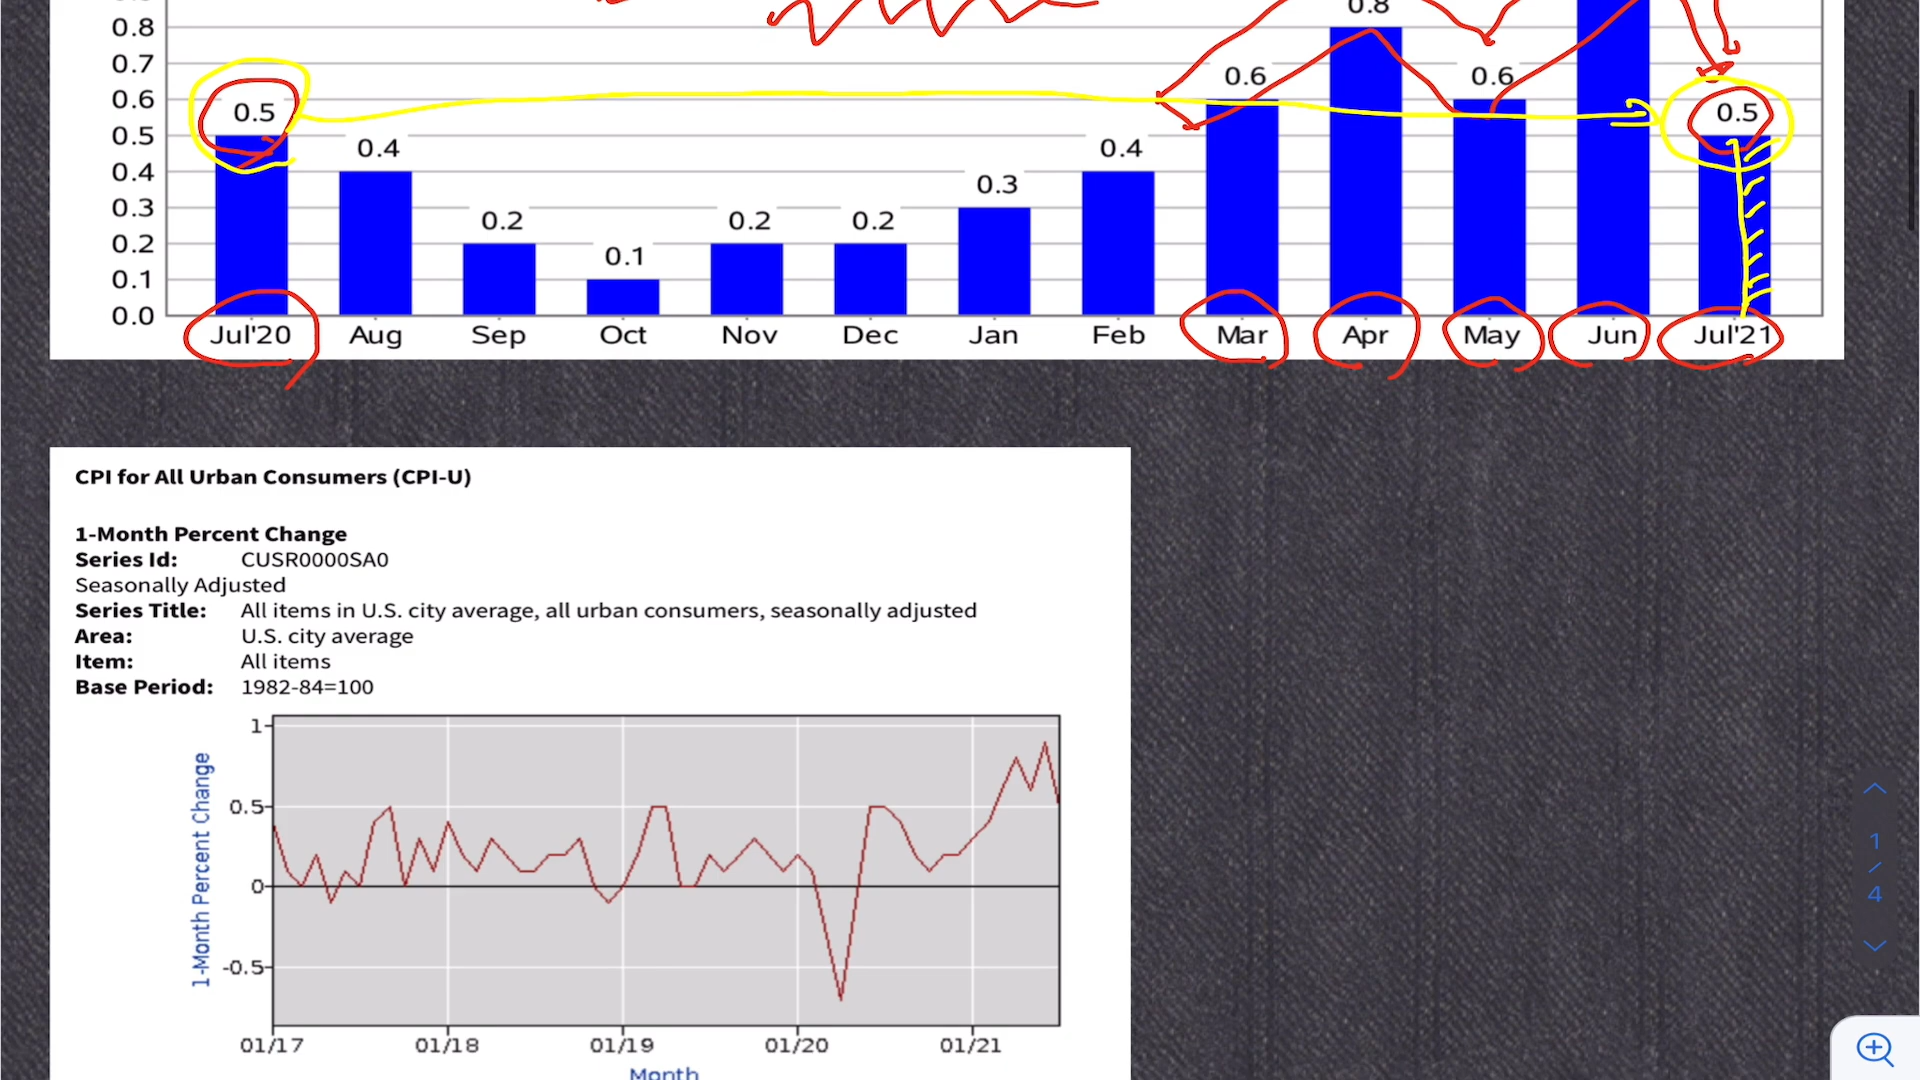 0.8
0.8
0.7
0.6
0.5
0.4
0.3
0.2
0.1
0.0
0.5
0.4
0.2
0.1
0.2
0.2
0.3
0.4
0.6
0.6
0.5
Jul'20 Aug Sep Oct Nov Dec Jan Feb Mar Apr May Jun Jul'21
CPI for All Urban Consumers (CPI-U)
1-Month Percent Change
Series Id: CUSR0000SA0
Seasonally Adjusted
Series Title: All items in U.S. city average, all urban consumers, seasonally adjusted
Area: U.S. city average
Item: All items
Base Period: 1982-84=100
1-Month Percent Change
1
0.5
0
-0.5
01/17 01/18 01/19 01/20 01/21
Month
1
/
4